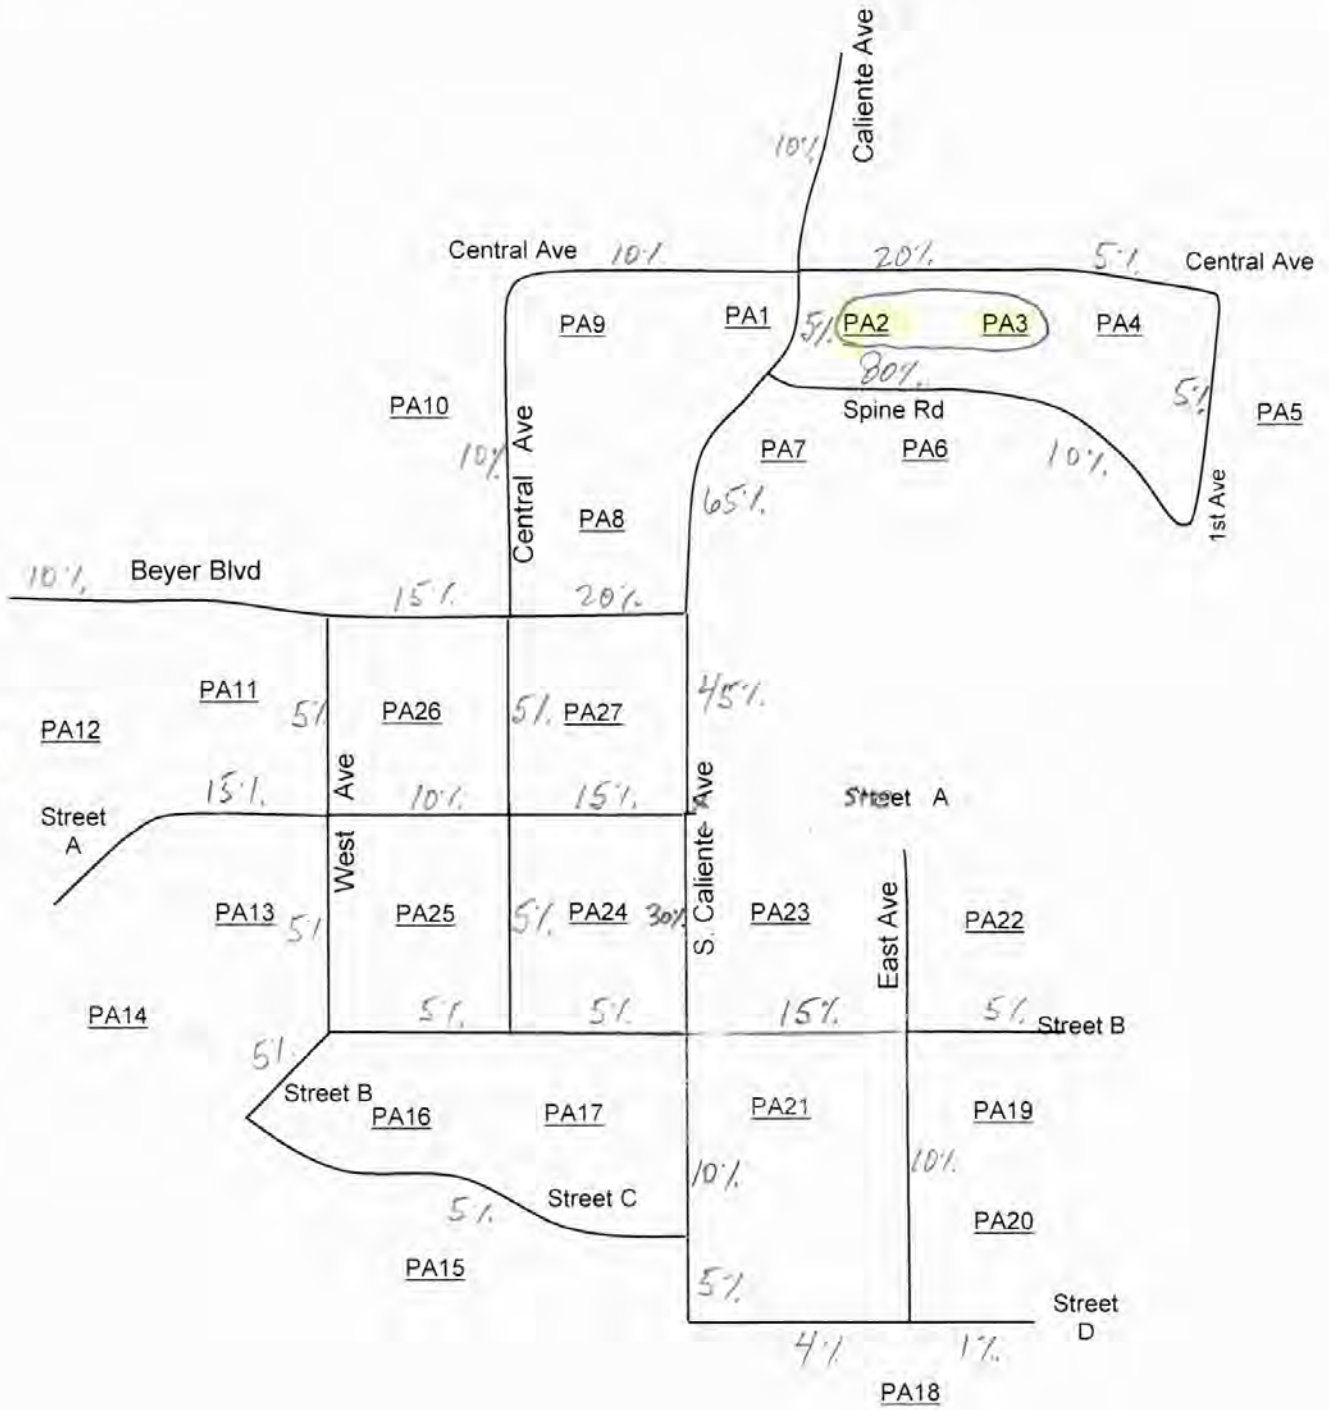 Caliente Ave
10%
Central Ave
10%
20%
5%
Central Ave
PA9
PA1
5%
PA2
PA3
PA4
80%
Spine Rd
5%
PA5
PA10
Central Ave
10%
PA7
PA6
10%
1st Ave
65%
PA8
10%
Beyer Blvd
15%
20%
PA11
5%
PA26
5%
PA27
45%
PA12
15%
West Ave
10%
15%
S. Caliente Ave
Street A
Street
A
PA13
5%
PA25
5%
PA24
30%
PA23
East Ave
PA22
PA14
5%
5%
15%
5%
Street B
5%
Street B
PA16
PA17
PA21
PA19
10%
10%
Street C
5%
PA20
PA15
5%
Street
D
4%
1%
PA18